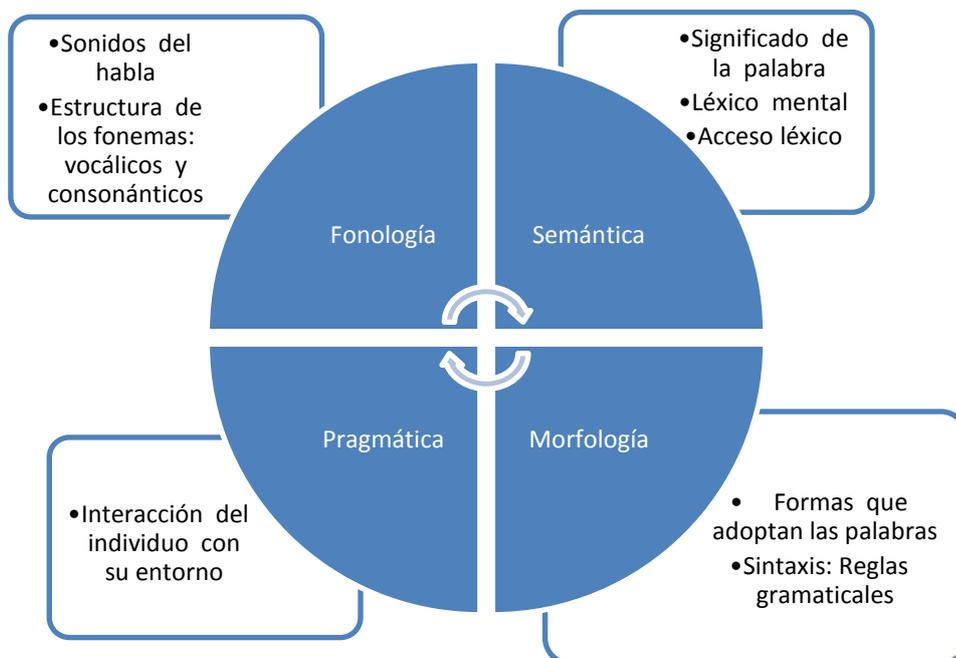 •Sonidos del
habla
•Estructura de
los fonemas:
vocálicos y
consonánticos
•Significado de
la palabra
•Léxico mental
•Acceso léxico
Fonología
Semántica
Pragmática
Morfología
•Interacción del
individuo con
su entorno
• Formas que
adoptan las palabras
•Sintaxis: Reglas
gramaticales